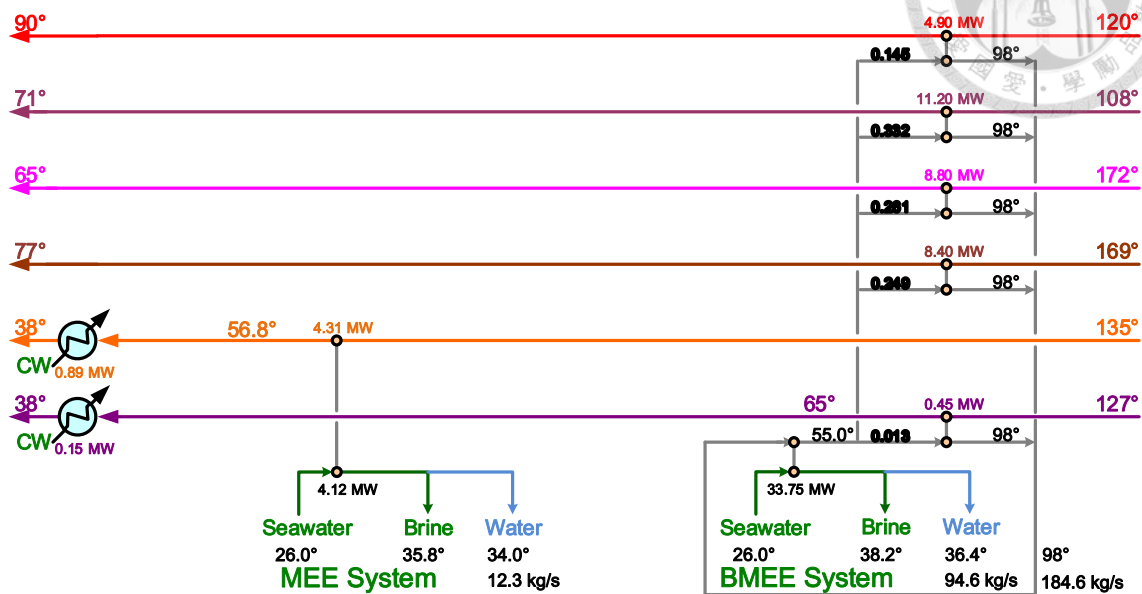 90°
4.90 MW
120°
0.145
98°
71°
11.20 MW
108°
0.332
98°
65°
8.80 MW
172°
0.261
98°
77°
8.40 MW
169°
0.249
98°
38°
56.8°
4.31 MW
135°
CW
0.89 MW
38°
65°
0.45 MW
127°
CW
0.15 MW
55.0°
0.013
98°
4.12 MW
33.75 MW
Seawater
Brine
Water
Seawater
Brine
Water
26.0°
35.8°
34.0°
26.0°
38.2°
36.4°
98°
MEE System
12.3 kg/s
BMEE System
94.6 kg/s
184.6 kg/s
國愛·學勵品